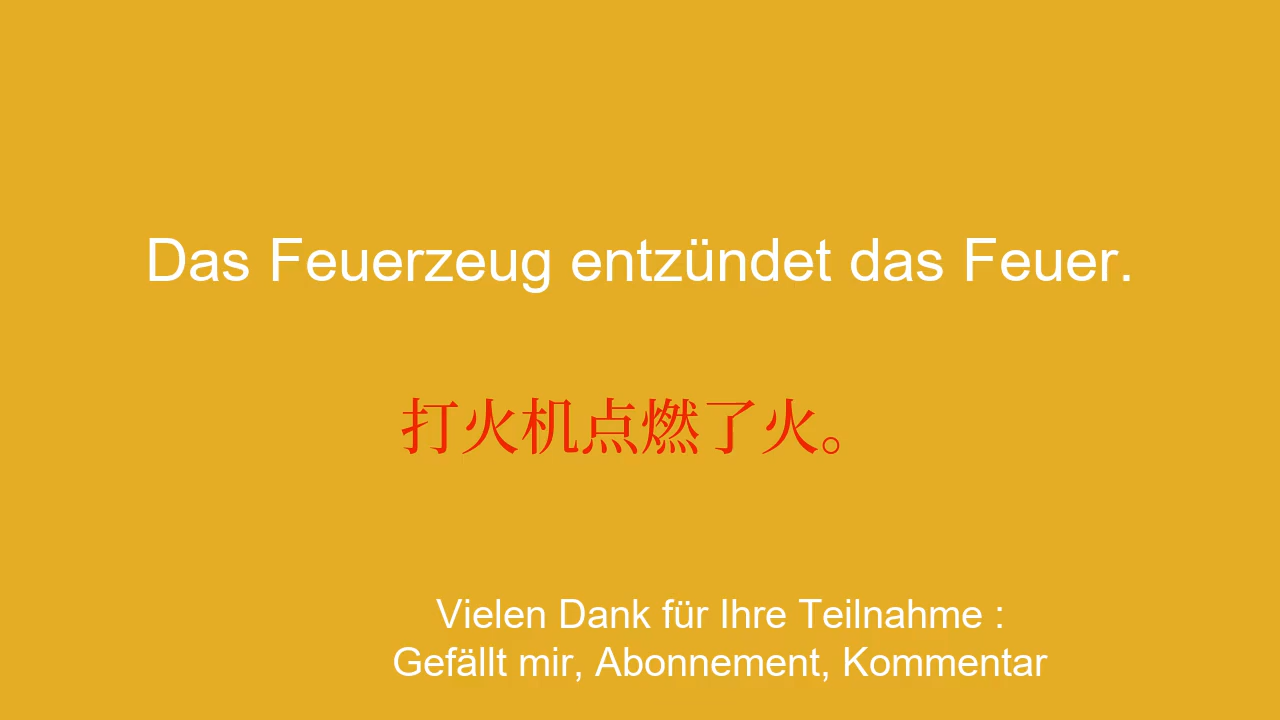 Das Feuerzeug entzündet das Feuer.
打火机点燃了火。
Vielen Dank für Ihre Teilnahme :
Gefällt mir, Abonnement, Kommentar